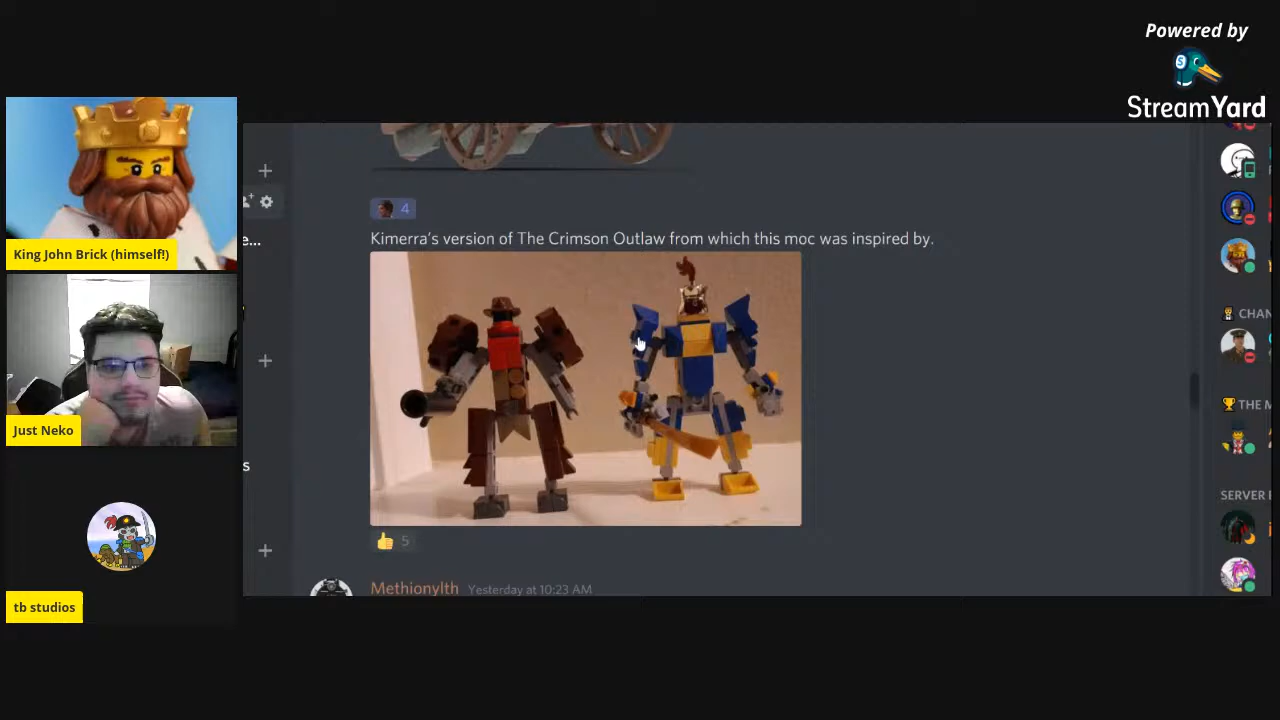 Powered by
StreamYard
4
e...
Kimerra's version of The Crimson Outlaw from which this moc was inspired by.
King John Brick (himself!)
CHAN
THE M
Just Neko
s
SERVER
5
Methionylth Yesterday at 10:23 AM
tb studios